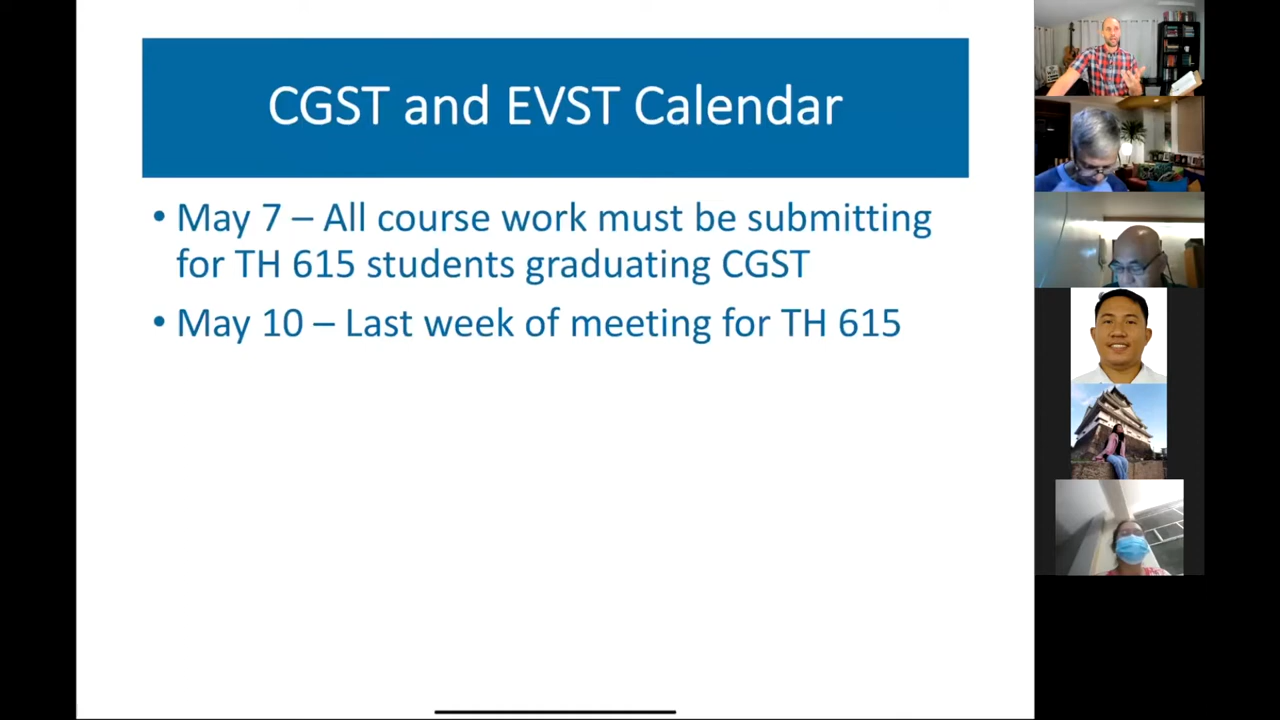 CGST and EVST Calendar
• May 7 – All course work must be submitting
for TH 615 students graduating CGST
• May 10 – Last week of meeting for TH 615